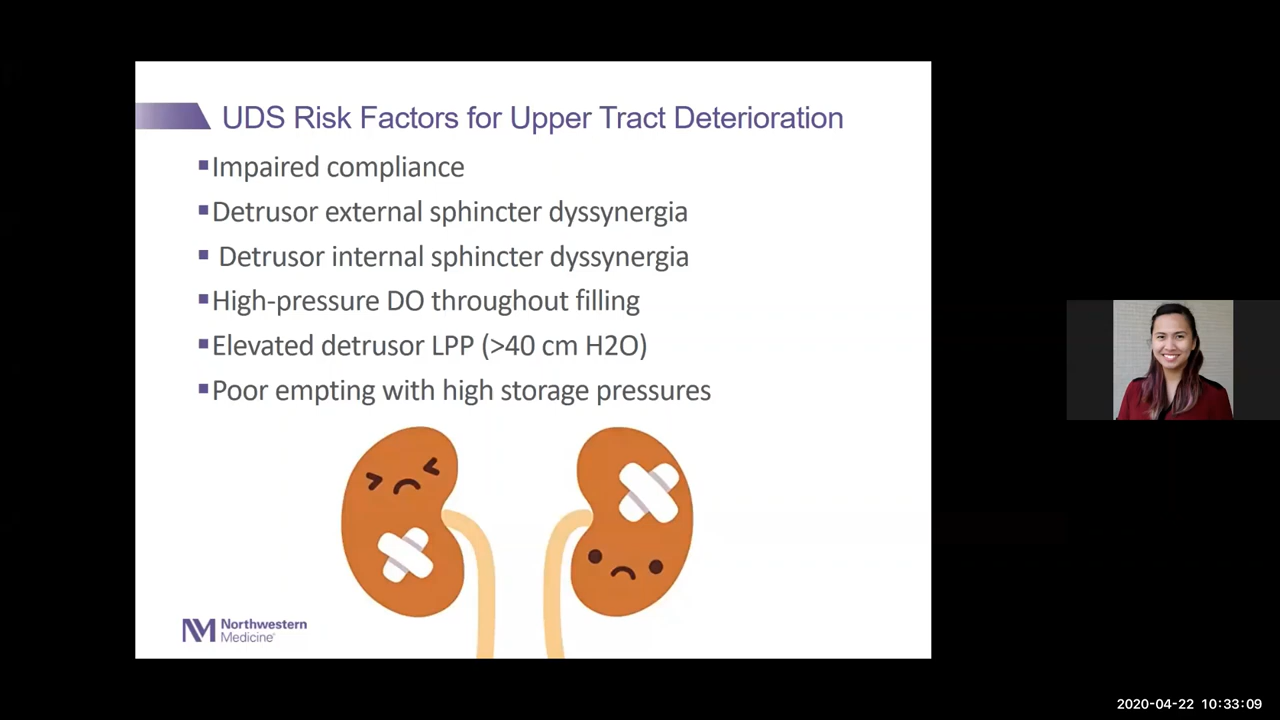 UDS Risk Factors for Upper Tract Deterioration
Impaired compliance
Detrusor external sphincter dyssynergia
Detrusor internal sphincter dyssynergia
High-pressure DO throughout filling
Elevated detrusor LPP (>40 cm H2O)
Poor empting with high storage pressures
Northwestern
Medicine
2020-04-22 10:33:09